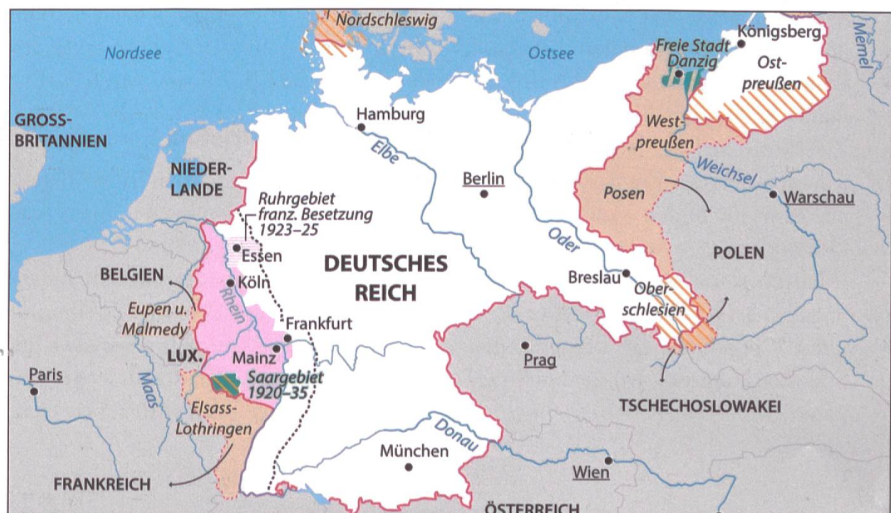 Nordschleswig
Nordsee
Ostsee
Königsberg
Memel
Freie Stadt
Danzig
Ost-
preußen
GROSS-
BRITANNIEN
Hamburg
Elbe
West-
preußen
NIEDER-
LANDE
Weichsel
Berlin
Posen
Warschau
Ruhrgebiet
franz. Besetzung
1923–25
Essen
DEUTSCHES
REICH
Oder
POLEN
BELGIEN
Köln
Rhein
Breslau
Ober-
schlesien
Eupen u.
Malmedy
Frankfurt
LUX.
Mainz
Prag
Paris
Maas
Saargebiet
1920–35
Elsass-
Lothringen
TSCHECHOSLOWAKEI
Donau
München
Wien
FRANKREICH
ÖSTERREICH